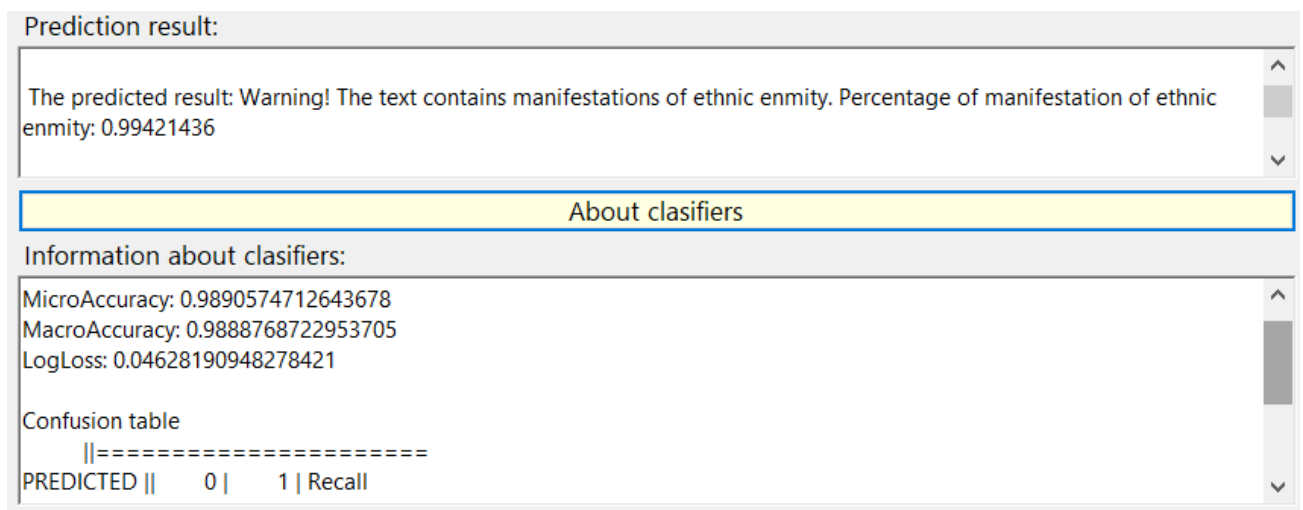 Prediction result:
The predicted result: Warning! The text contains manifestations of ethnic enmity. Percentage of manifestation of ethnic
enmity: 0.99421436
About clasifiers
Information about clasifiers:
MicroAccuracy: 0.9890574712643678
MacroAccuracy: 0.9888768722953705
LogLoss: 0.04628190948278421
Confusion table
||======================
PREDICTED || 0 | 1 | Recall